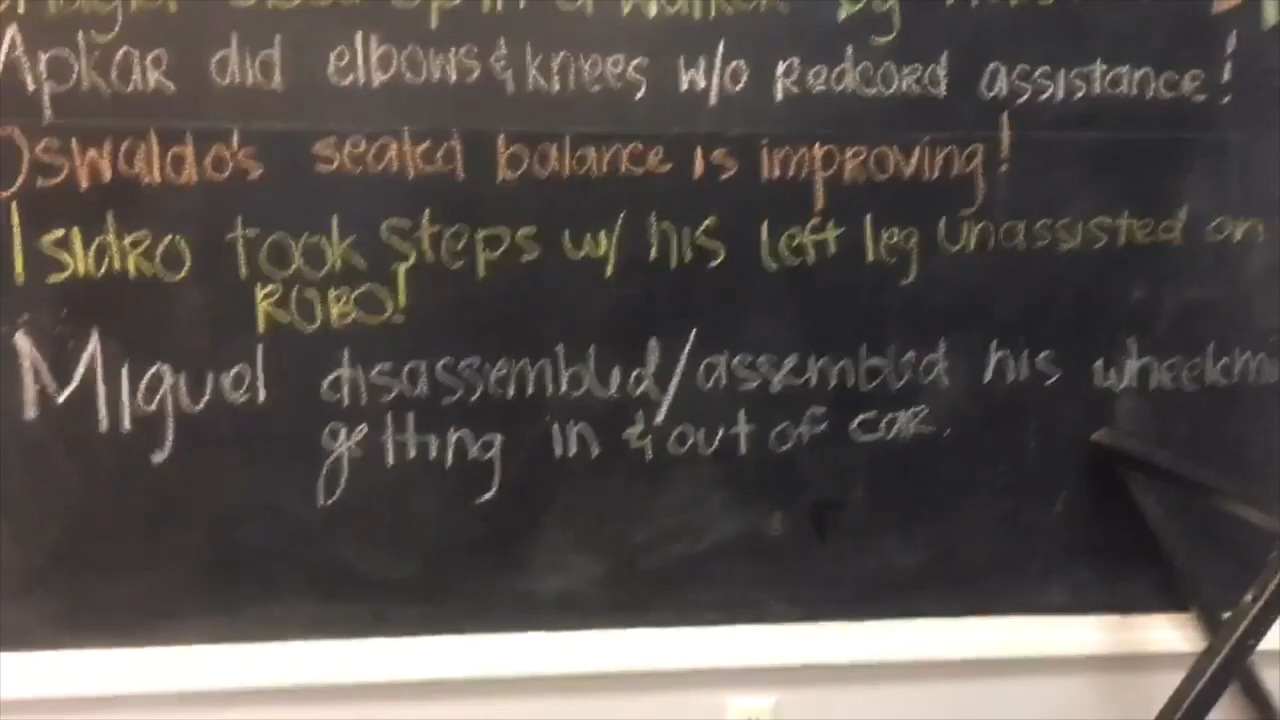 Apkar did elbows & knees w/o Redcord assistance!
Oswaldo's seated balance is improving!
Isidro took steps w/ his left leg unassisted on
ROBO!
Miguel disassembled/assembled his
getting in & out of car.